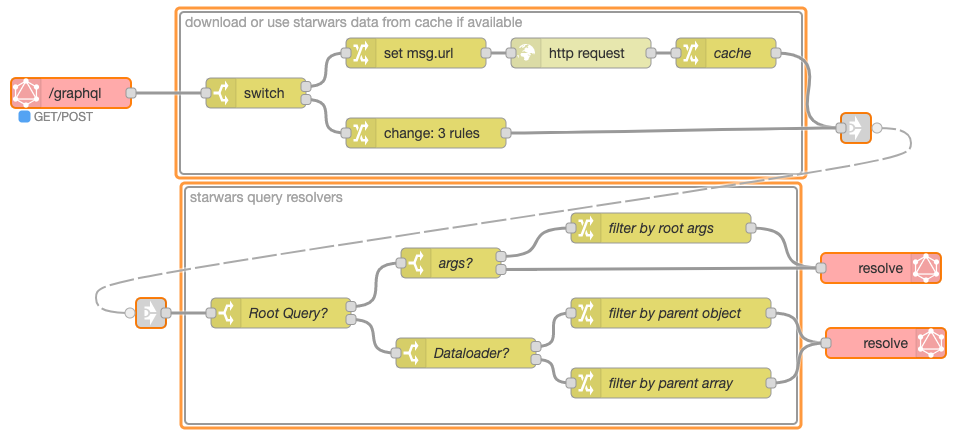 download or use starwars data from cache if available
set msg.url
http request
cache
/graphql
switch
GET/POST
change: 3 rules
starwars query resolvers
filter by root args
args?
resolve
Root Query?
filter by parent object
Dataloader?
resolve
filter by parent array